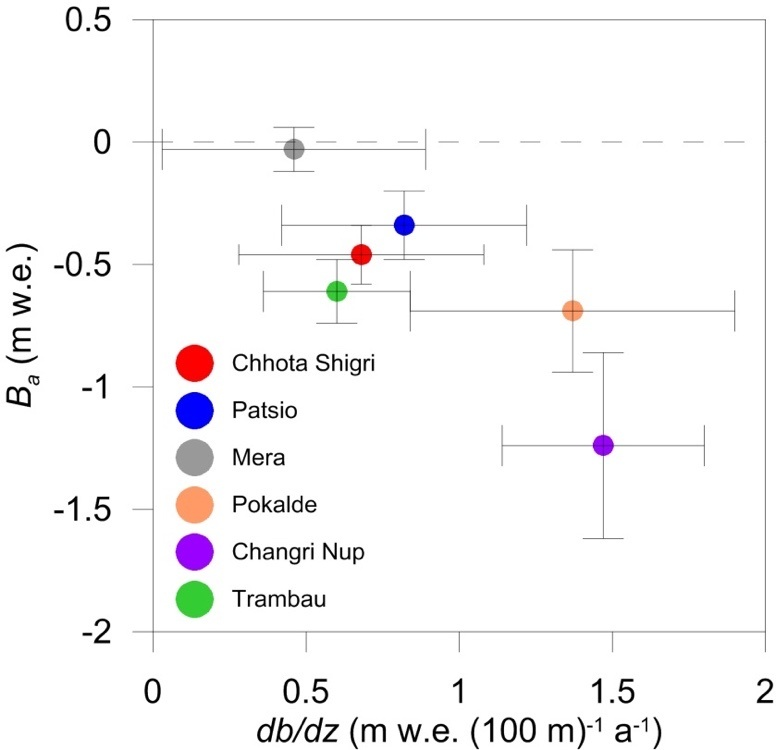 0.5
0
-0.5
-1
-1.5
-2
Ba (m w.e.)
Chhota Shigri
Patsio
Mera
Pokalde
Changri Nup
Trambau
0 0.5 1 1.5 2
db/dz (m w.e. (100 m)⁻¹ a⁻¹)